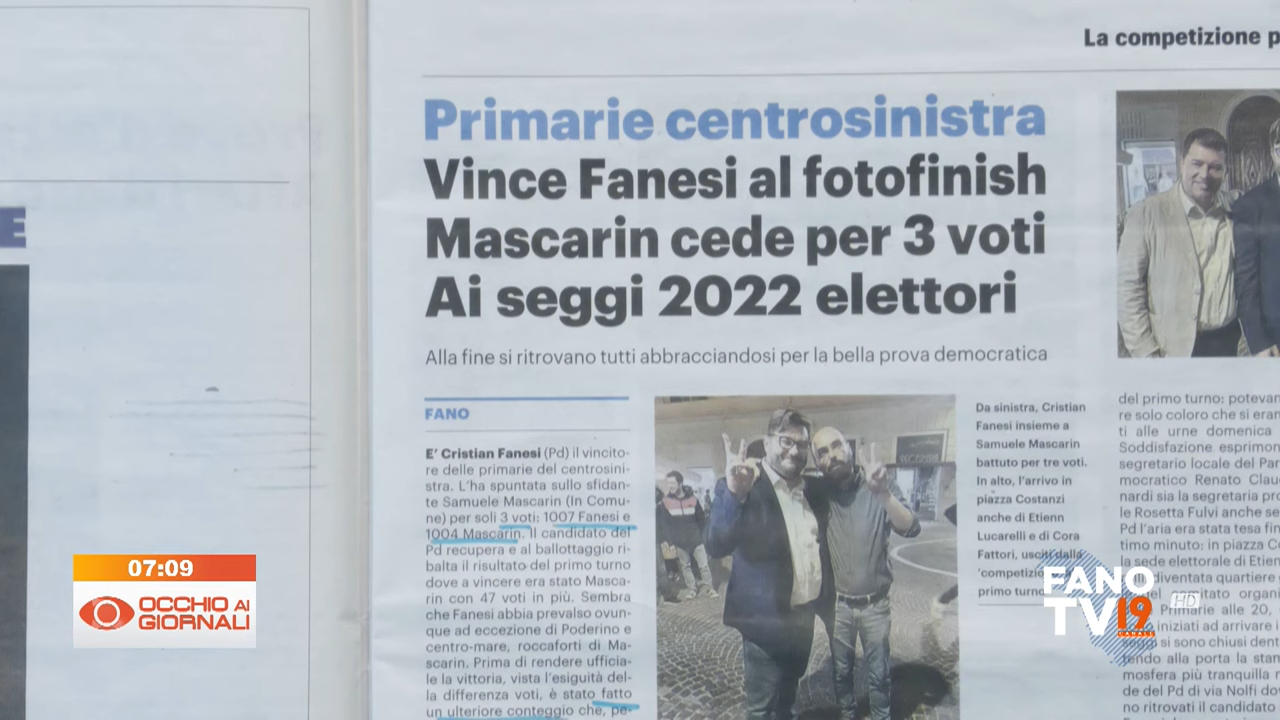 La competizione p
E
Primarie centrosinistra
Vince Fanesi al fotofinish
Mascarin cede per 3 voti
Ai seggi 2022 elettori
Alla fine si ritrovano tutti abbracciandosi per la bella prova democratica
FANO
E' Cristian Fanesi (Pd) il vincito-
re delle primarie del centrosini-
stra. L'ha spuntata sullo sfidan-
te Samuele Mascarin (In Comu-
ne) per soli 3 voti: 1007 Fanesi e
1004 Mascarin. Il candidato del
Pd recupera e al ballottaggio ri-
balta il risultato del primo turno
dove a vincere era stato Masca-
rin con 47 voti in più. Sembra
che Fanesi abbia prevalso ovun-
que ad eccezione di Poderino e
centro-mare, roccaforti di Ma-
scarin. Prima di rendere ufficia-
le la vittoria, vista l'esiguità del-
la differenza voti, è stato fatto
un ulteriore conteggio che, pe-
Da sinistra, Cristian
Fanesi insieme a
Samuele Mascarin
battuto per tre voti.
In alto, l'arrivo in
piazza Costanzi
anche di Etienn
Lucarelli e di Cora
Fattori, usciti dalla
'competizio
primo turno
del primo turno: potevan
re solo coloro che si eran
ti alle urne domenica
Soddisfazione esprimon
segretario locale del Par
mocratico Renato Clau
nardi sia la segretaria pro
le Rosetta Fulvi anche se
Pd l'aria era stata tesa fin
timo minuto: in piazza Co
la sede elettorale di Etien
diventata quartiere
del itato organi
Primarie alle 20,
iniziati ad arrivare i
seggi si sono chiusi dent
tendo alla porta la stam
mosfera più tranquilla n
de del Pd di via Nolfi dov
no ritrovati il candidato
07:09
OCCHIO AI
GIORNALI
FANO
TV 19
CANALE
HD